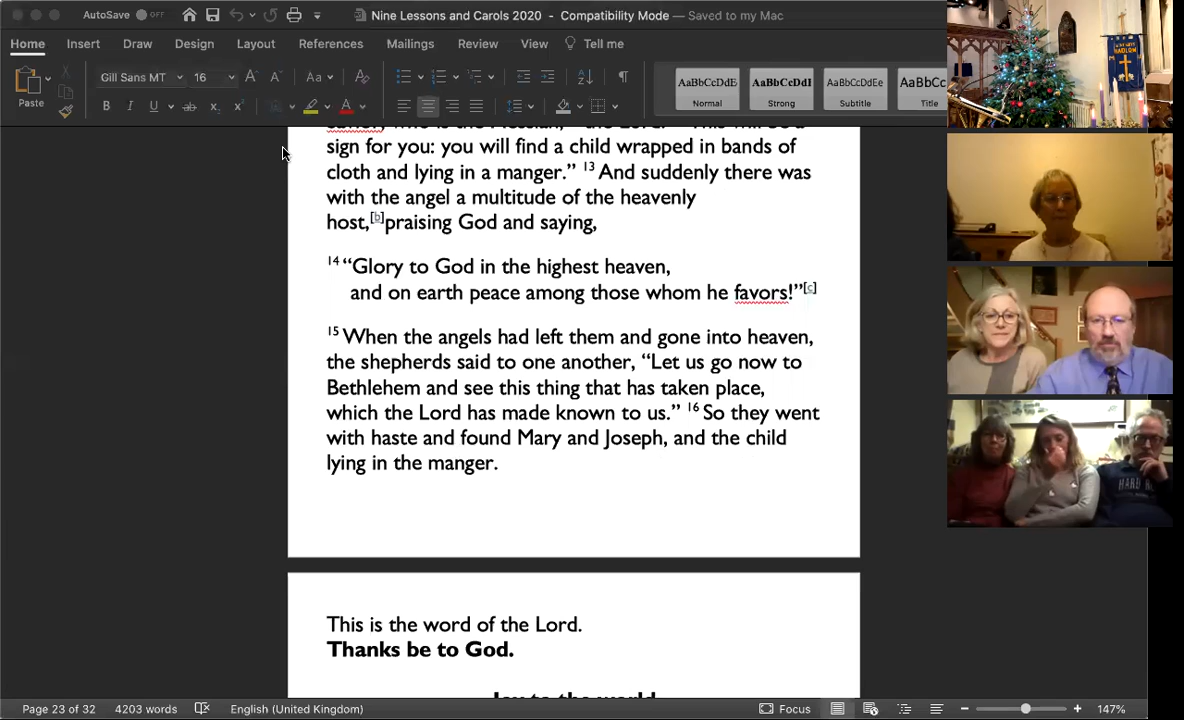 AutoSave OFF
Nine Lessons and Carols 2020 - Compatibility Mode — Saved to my Mac
Home Insert Draw Design Layout References Mailings Review View Tell me
Paste
Gill Sans MT 16
AaBbCcDdE AaBbCcDdI AaBbCcDdEe AaBbCc
Normal Strong Subtitle Title
sign for you: you will find a child wrapped in bands of
cloth and lying in a manger.” 13 And suddenly there was
with the angel a multitude of the heavenly
host,[b]praising God and saying,
14 “Glory to God in the highest heaven,
and on earth peace among those whom he favors!”[c]
15 When the angels had left them and gone into heaven,
the shepherds said to one another, “Let us go now to
Bethlehem and see this thing that has taken place,
which the Lord has made known to us.” 16 So they went
with haste and found Mary and Joseph, and the child
lying in the manger.
This is the word of the Lord.
Thanks be to God.
Joy to the world
Page 23 of 32 4203 words English (United Kingdom) Focus 147%
HADLOW
HARD R